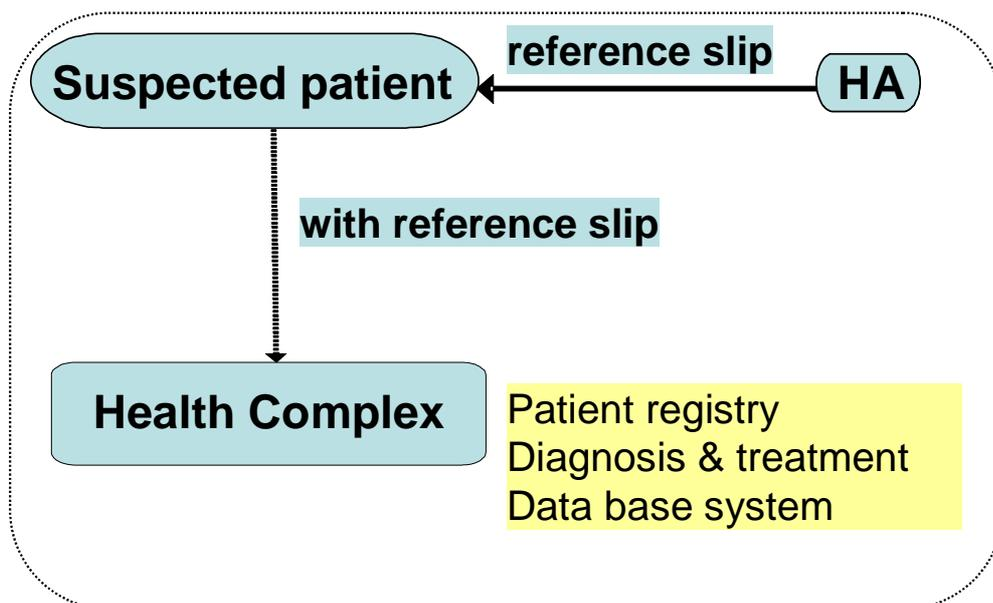 reference slip
Suspected patient
HA
with reference slip
Health Complex
Patient registry
Diagnosis & treatment
Data base system